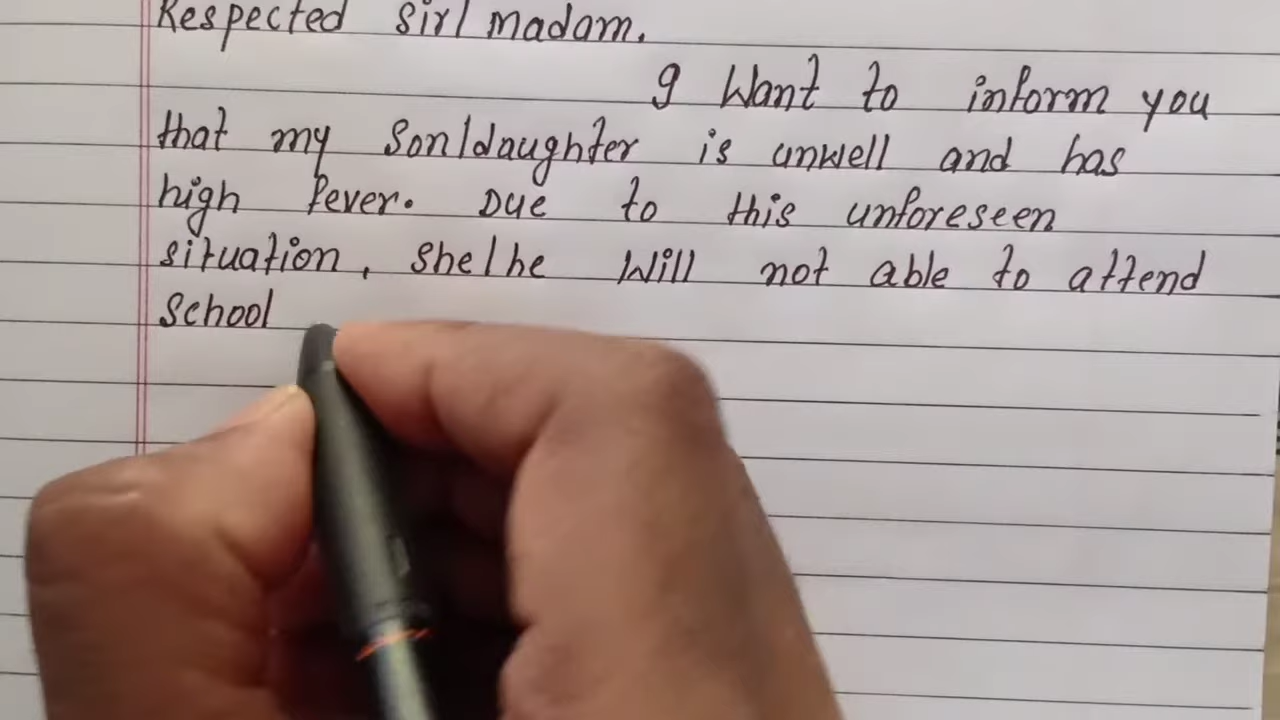 Respected sir/madam.
I Want to inform you
that my Son/daughter is unwell and has
high fever. Due to this unforeseen
situation, she/he Will not able to attend
School